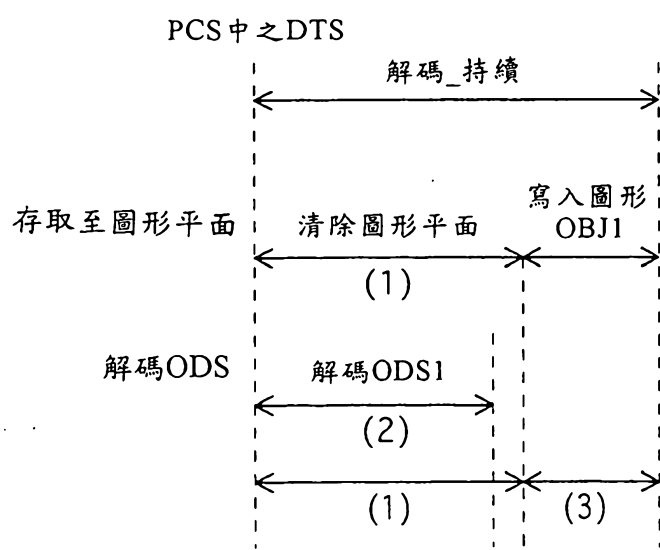 PCS中之DTS
解碼_持續
存取至圖形平面
清除圖形平面
寫入圖形
OBJ1
(1)
解碼ODS
解碼ODS1
(2)
(1)
(3)